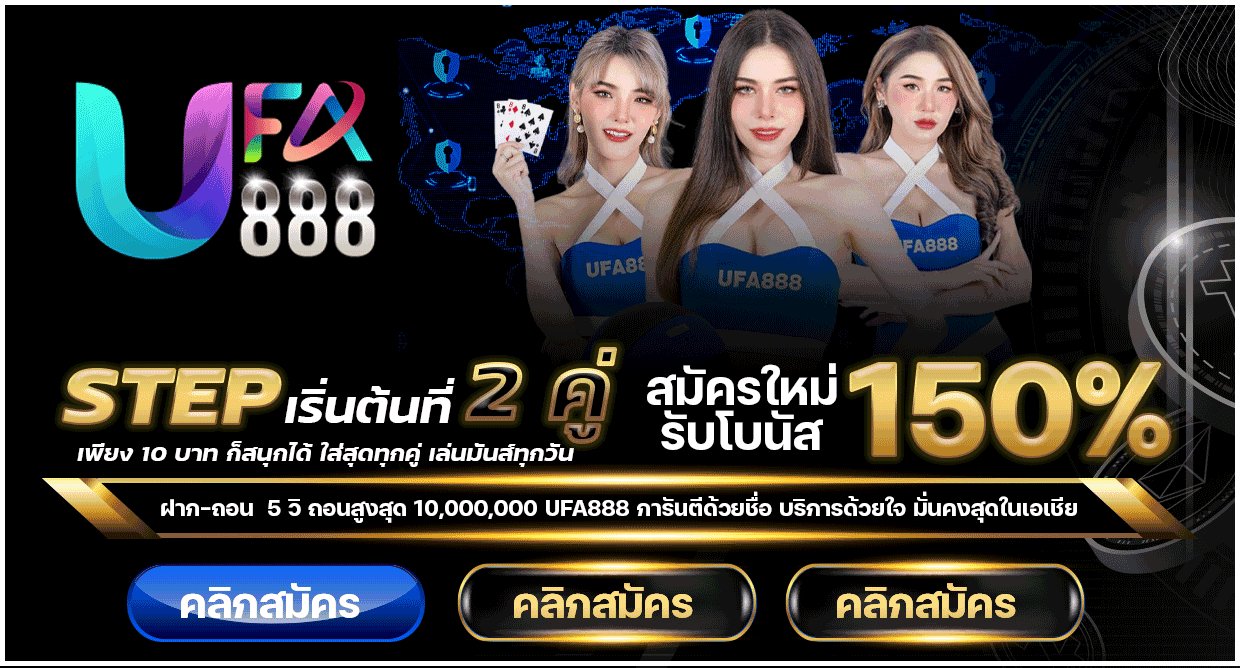 UFA
888
UFA888
UFA888
FA888
STEP เริ่มต้นที่ 2 คู่
เพียง 10 บาท ก็สนุกได้ ใส่สุดทุกคู่ เล่นมันส์ทุกวัน
สมัครใหม่
รับโบนัส
150%
ฝาก-ถอน 5 วิ ถอนสูงสุด 10,000,000 UFA888 การันตีด้วยชื่อ บริการด้วยใจ มั่นคงสุดในเอเชีย
คลิกสมัคร
คลิกสมัคร
คลิกสมัคร